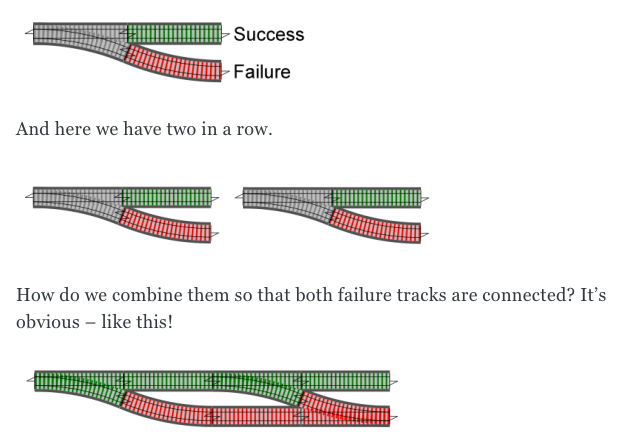 Success
Failure
And here we have two in a row.
How do we combine them so that both failure tracks are connected? It’s
obvious – like this!